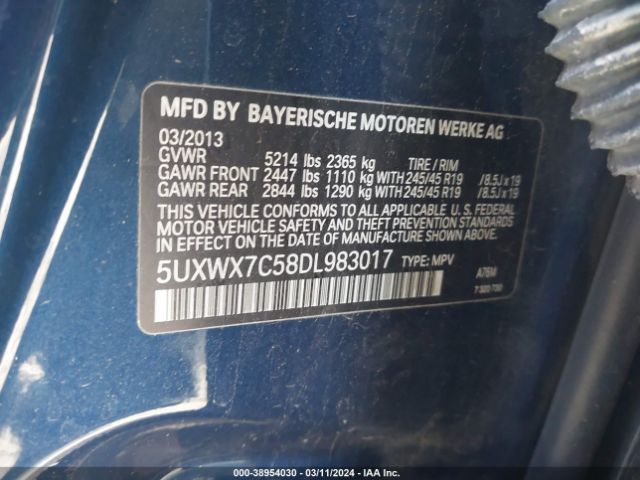 MFD BY BAYERISCHE MOTOREN WERKE AG
03/2013
GVWR 5214 lbs 2365 kg TIRE / RIM
GAWR FRONT 2447 lbs 1110 kg WITH 245/45 R19 / 8.5J x 19
GAWR REAR 2844 lbs 1290 kg WITH 245/45 R19 / 8.5J x 19
THIS VEHICLE CONFORMS TO ALL APPLICABLE U. S. FEDERAL
MOTOR VEHICLE SAFETY AND THEFT PREVENTION
STANDARDS IN EFFECT ON THE DATE OF MANUFACTURE SHOWN ABOVE.
5UXWX7C58DL983017 TYPE: MPV
A76M
WX - 38954030 - 03/11/2024 - IAA Inc.